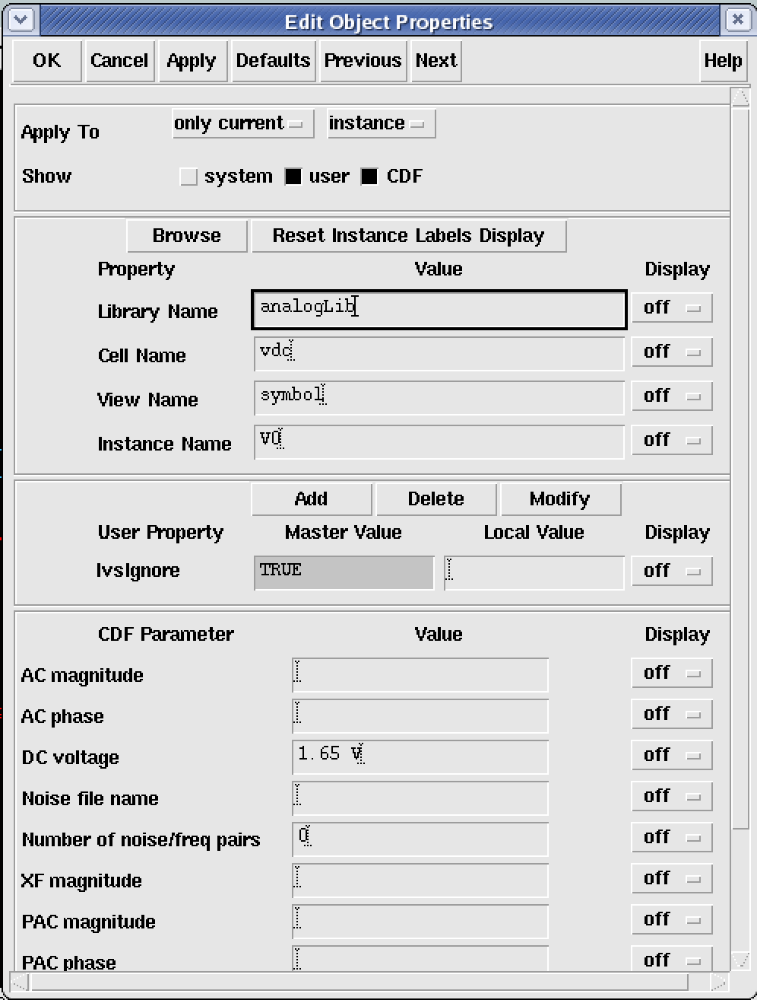 Edit Object Properties
OK Cancel Apply Defaults Previous Next Help
Apply To only current instance
Show system user CDF
Browse Reset Instance Labels Display
Property Value Display
Library Name analogLib off
Cell Name vdc off
View Name symbol off
Instance Name V0 off
Add Delete Modify
User Property Master Value Local Value Display
lvsIgnore TRUE off
CDF Parameter Value Display
AC magnitude off
AC phase off
DC voltage 1.65 V off
Noise file name off
Number of noise/freq pairs 0 off
XF magnitude off
PAC magnitude off
PAC phase off